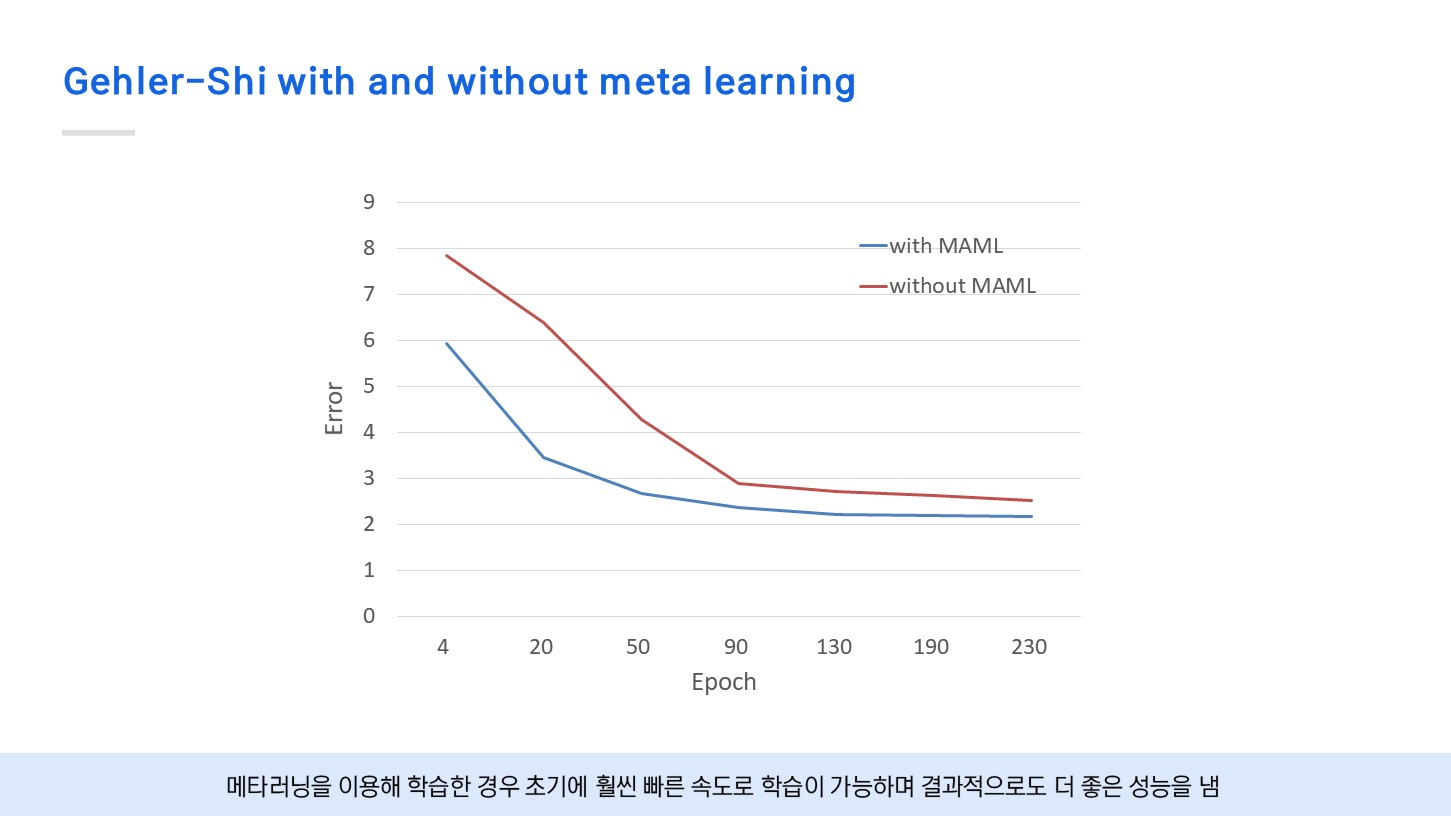 Gehler-Shi with and without meta learning
9
8
7
6
5
4
3
2
1
0
Error
with MAML
without MAML
4 20 50 90 130 190 230
Epoch
메타러닝을 이용해 학습한 경우 초기에 훨씬 빠른 속도로 학습이 가능하며 결과적으로도 더 좋은 성능을 냄